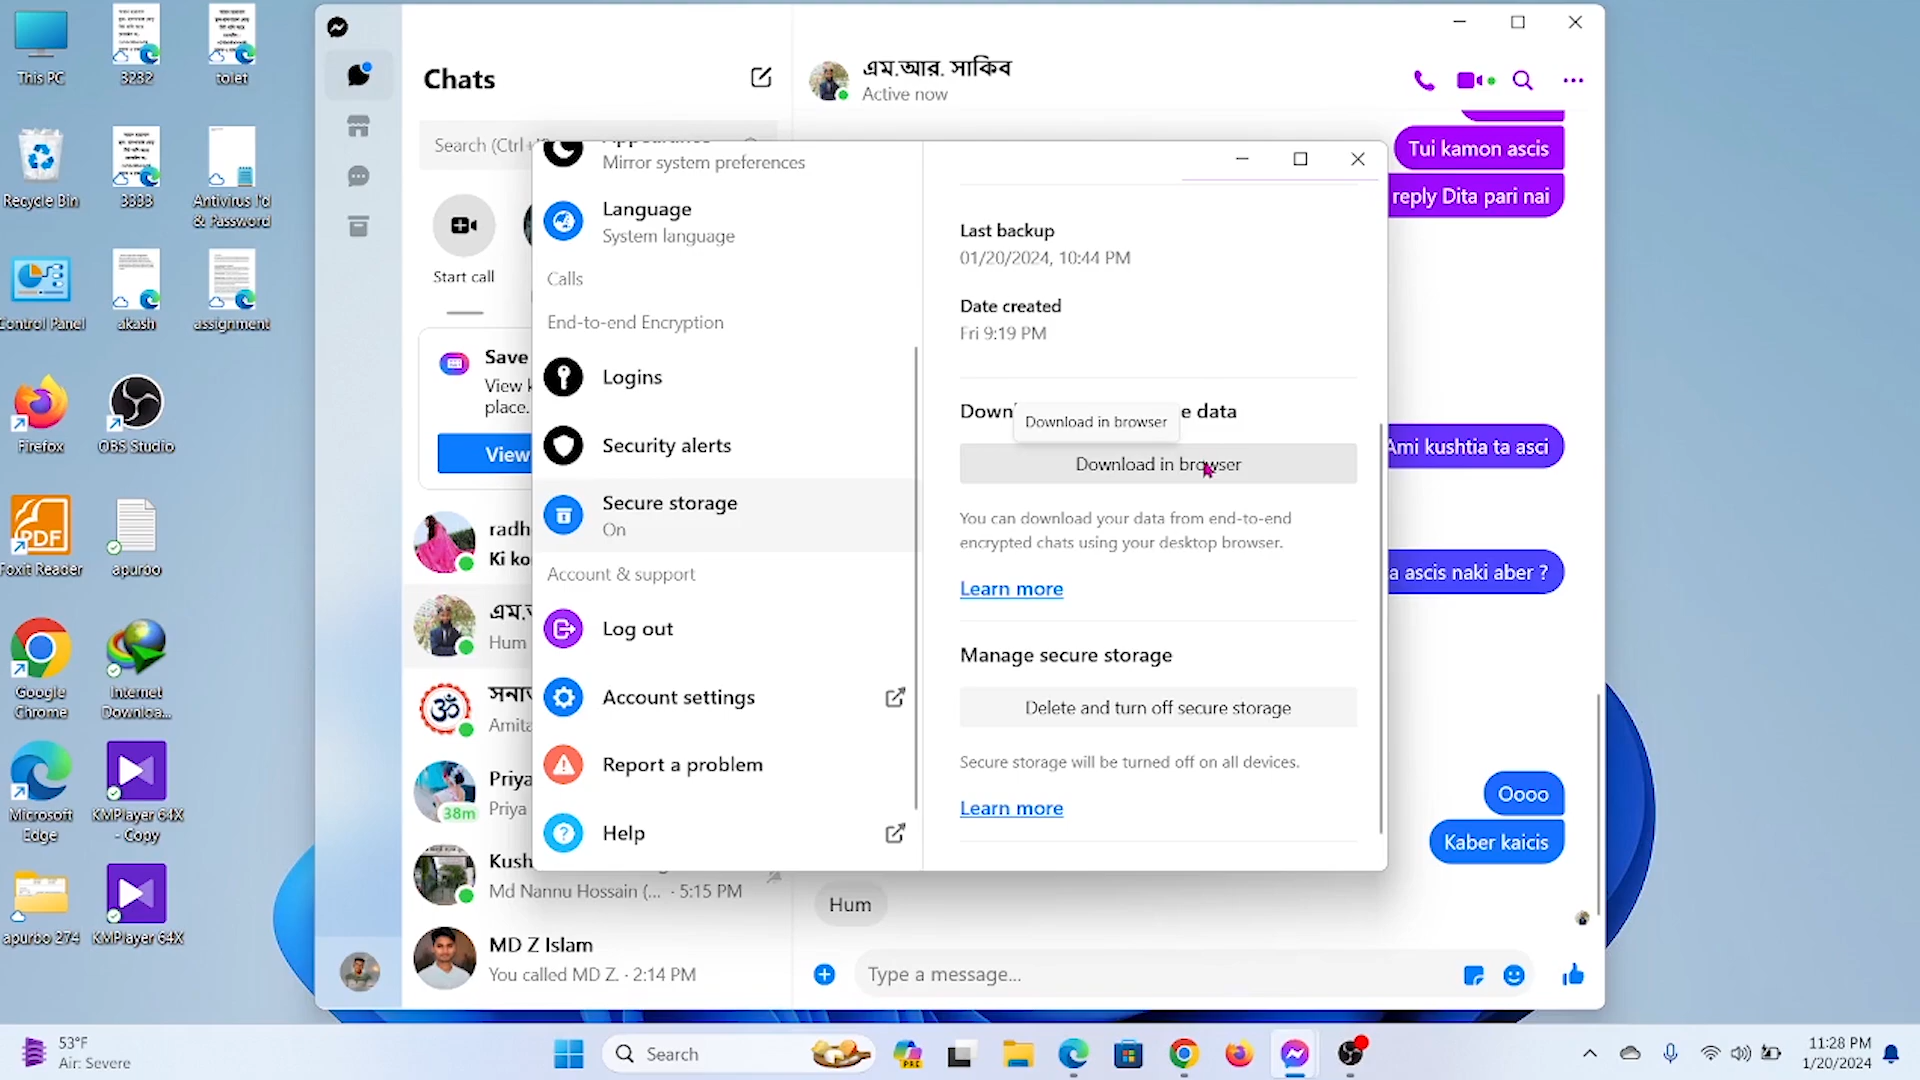 This PC
3232
tolet
Recycle Bin
3333
Antivirus I'd
& Password
Control Panel
akash
assignment
Firefox
OBS Studio
PDF
Foxit Reader
apurbo
Google
Chrome
Internet
Downloa...
Microsoft
Edge
KMPlayer 64X
- Copy
apurbo 274
KMPlayer 64X
Chats
Search (Ctrl+
Start call
Save
View
place.
View
radh
Ki ko
এম.
Hum
সনাত
Amita
Priya
Priya
38m
Kush
Md Nannu Hossain (... · 5:15 PM
MD Z Islam
You called MD Z. · 2:14 PM
এম.আর. সাকিব
Active now
Tui kamon ascis
reply Dita pari nai
Ami kushtia ta asci
a ascis naki aber ?
Oooo
Kaber kaicis
Hum
Type a message...
Appearance
Mirror system preferences
Language
System language
Calls
End-to-end Encryption
Logins
Security alerts
Secure storage
On
Account & support
Log out
Account settings
Report a problem
Help
Last backup
01/20/2024, 10:44 PM
Date created
Fri 9:19 PM
Down e data
Download in browser
Download in browser
You can download your data from end-to-end
encrypted chats using your desktop browser.
Learn more
Manage secure storage
Delete and turn off secure storage
Secure storage will be turned off on all devices.
Learn more
53°F
Air: Severe
Search
PRE
11:28 PM
1/20/2024